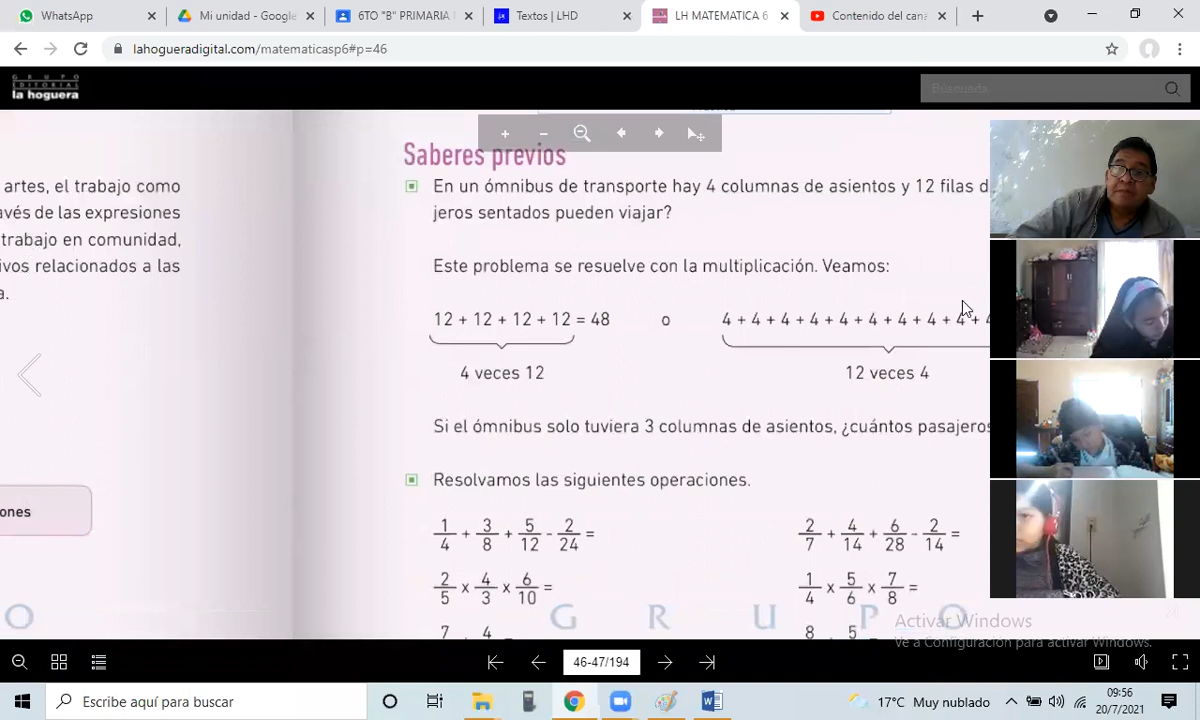 WhatsApp
Mi unidad - Google
6TO "B" PRIMARIA
Textos | LHD
LH MATEMATICA 6
Contenido del cana
lahogueradigital.com/matematicasp6#p=46
GRUPO
EDITORIAL
la hoguera
Búsqueda
Saberes previos
artes, el trabajo como
En un ómnibus de transporte hay 4 columnas de asientos y 12 filas d
avés de las expresiones
jeros sentados pueden viajar?
trabajo en comunidad,
ivos relacionados a las
Este problema se resuelve con la multiplicación. Veamos:
a.
12 + 12 + 12 + 12 = 48 o 4 + 4 + 4 + 4 + 4 + 4 + 4 + 4 + 4 + 4
4 veces 12 12 veces 4
Si el ómnibus solo tuviera 3 columnas de asientos, ¿cuántos pasajeros
Resolvamos las siguientes operaciones.
ones
1/4 + 3/8 + 5/12 - 2/24 = 2/7 + 4/14 + 6/28 - 2/14 =
2/5 x 4/3 x 6/10 = 1/4 x 5/6 x 7/8 =
O G R U P O
7 4 8 5
Activar Windows
Ve a Configuración para activar Windows.
46-47/194
Escribe aquí para buscar
17°C Muy nublado
09:56
20/7/2021